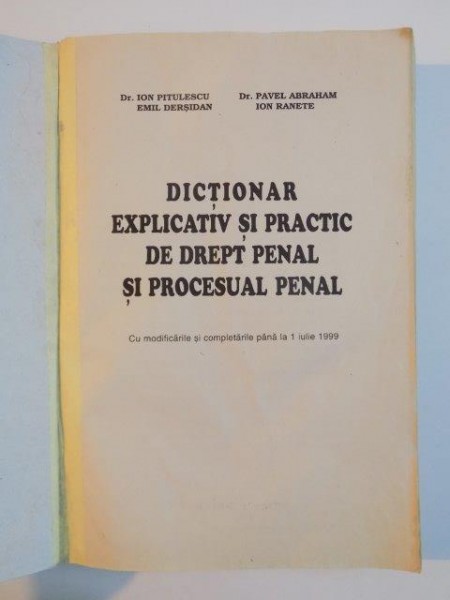 Dr. ION PITULESCU Dr. PAVEL ABRAHAM
EMIL DERȘIDAN ION RANETE
DICȚIONAR
EXPLICATIV ȘI PRACTIC
DE DREPT PENAL
ȘI PROCESUAL PENAL
Cu modificările și completările până la 1 iulie 1999